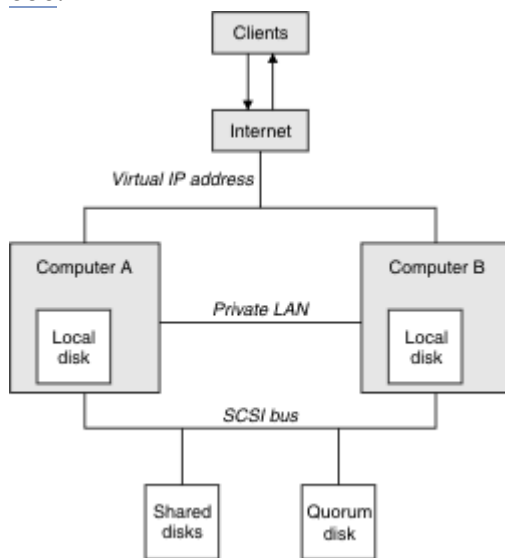 Clients
Internet
Virtual IP address
Computer A
Computer B
Private LAN
Local
disk
Local
disk
SCSI bus
Shared
disks
Quorum
disk